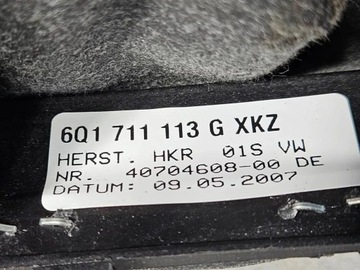 6Q1 711 113 G XKZ
HERST. HKR 01S VW
NR. 40704608-00 DE
DATUM: 09.05.2007